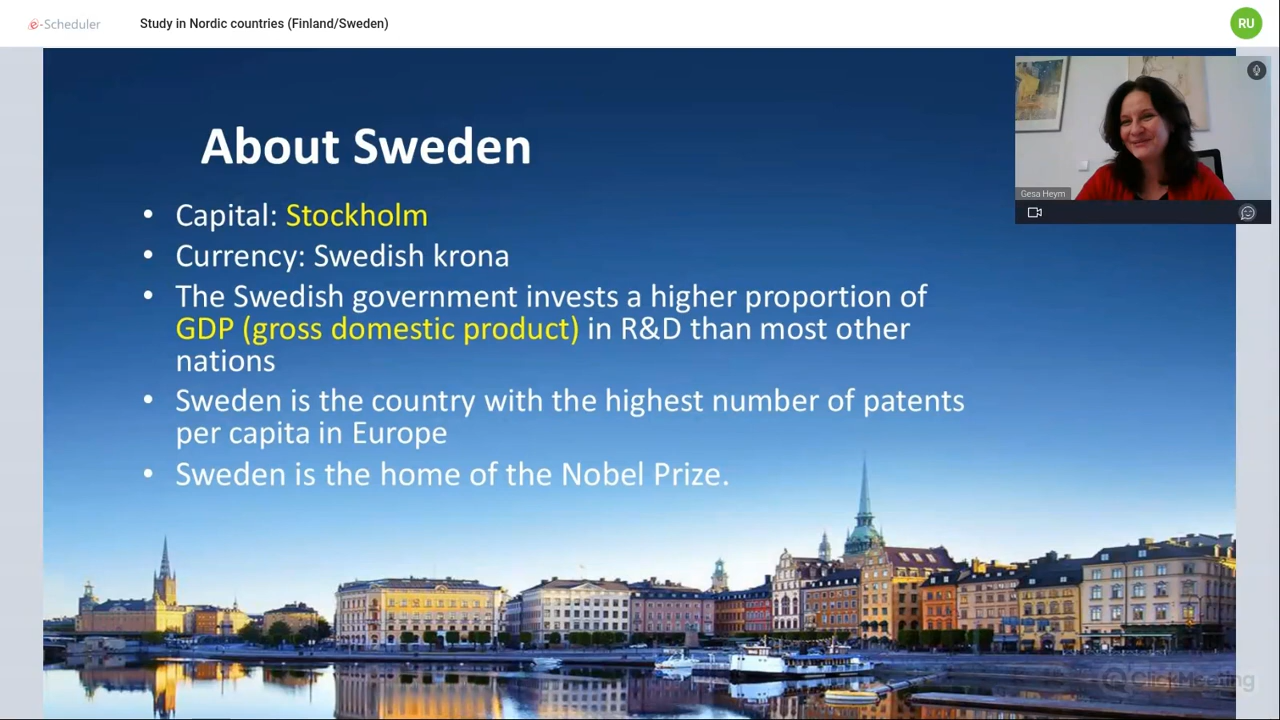 e-Scheduler
Study in Nordic countries (Finland/Sweden)
RU
About Sweden
Gesa Heym
• Capital: Stockholm
• Currency: Swedish krona
• The Swedish government invests a higher proportion of
GDP (gross domestic product) in R&D than most other
nations
• Sweden is the country with the highest number of patents
per capita in Europe
• Sweden is the home of the Nobel Prize.
ClickMeeting